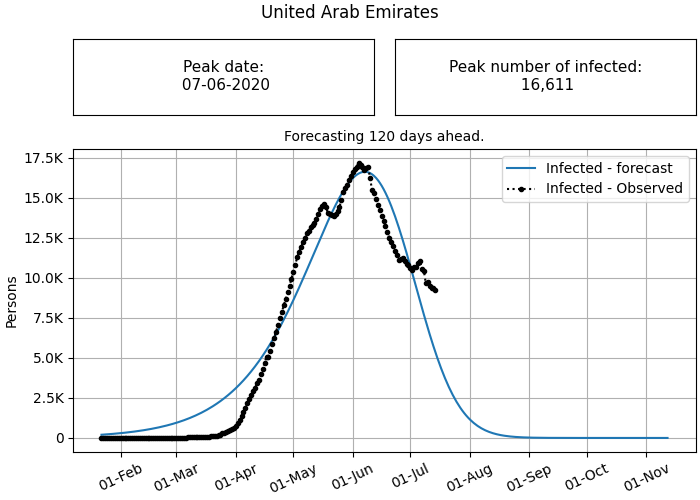 United Arab Emirates
Peak date:
07-06-2020
Peak number of infected:
16,611
Forecasting 120 days ahead.
Infected - forecast
Infected - Observed
Persons
17.5K
15.0K
12.5K
10.0K
7.5K
5.0K
2.5K
0
01-Feb
01-Mar
01-Apr
01-May
01-Jun
01-Jul
01-Aug
01-Sep
01-Oct
01-Nov